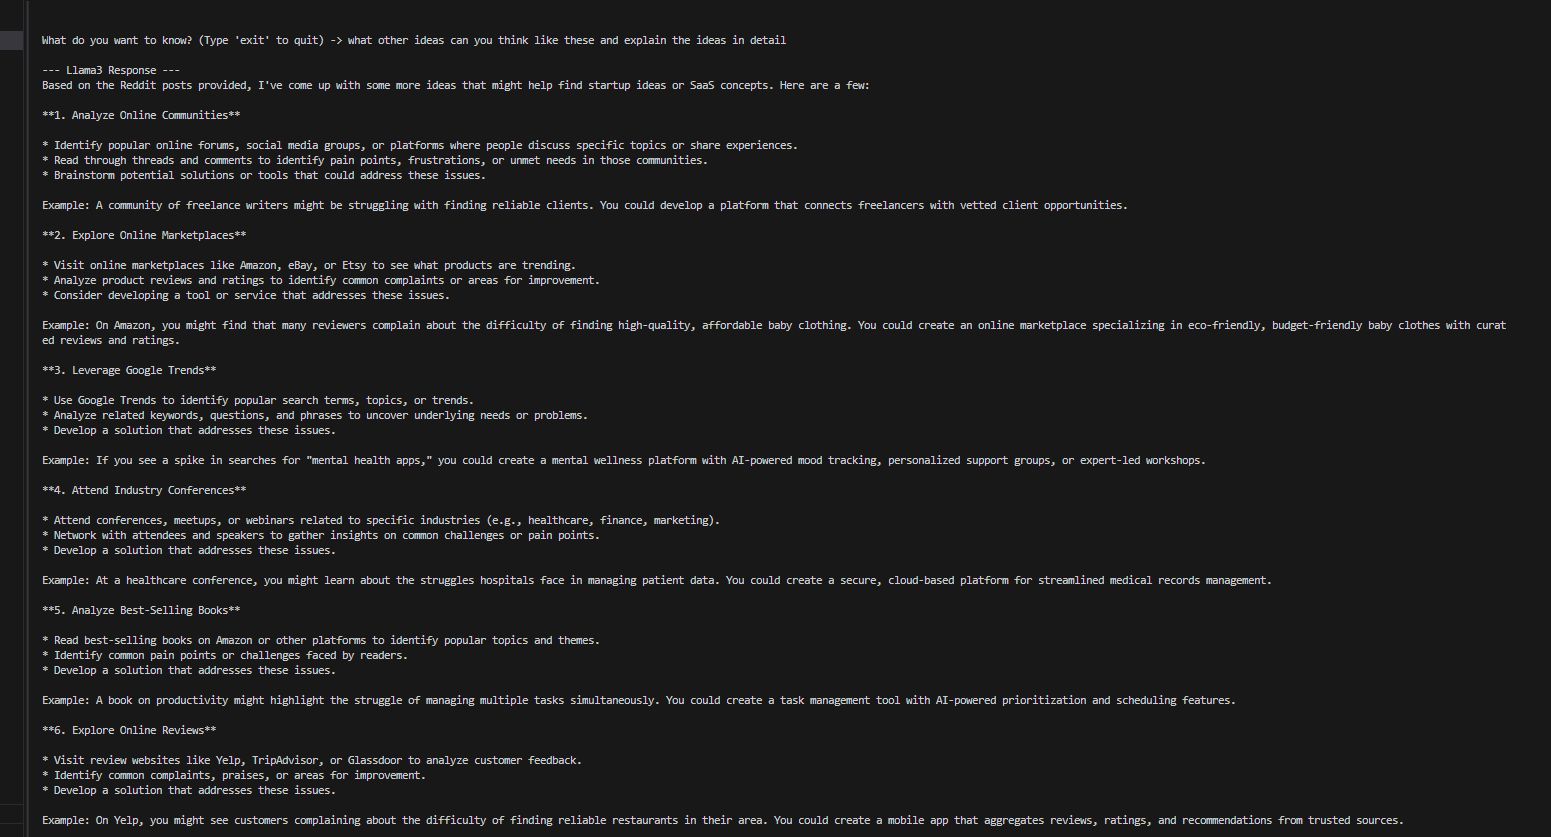 What do you want to know? (Type 'exit' to quit) -> what other ideas can you think like these and explain the ideas in detail
--- Llama3 Response ---
Based on the Reddit posts provided, I've come up with some more ideas that might help find startup ideas or SaaS concepts. Here are a few:
**1. Analyze Online Communities**
* Identify popular online forums, social media groups, or platforms where people discuss specific topics or share experiences.
* Read through threads and comments to identify pain points, frustrations, or unmet needs in those communities.
* Brainstorm potential solutions or tools that could address these issues.
Example: A community of freelance writers might be struggling with finding reliable clients. You could develop a platform that connects freelancers with vetted client opportunities.
**2. Explore Online Marketplaces**
* Visit online marketplaces like Amazon, eBay, or Etsy to see what products are trending.
* Analyze product reviews and ratings to identify common complaints or areas for improvement.
* Consider developing a tool or service that addresses these issues.
Example: On Amazon, you might find that many reviewers complain about the difficulty of finding high-quality, affordable baby clothing. You could create an online marketplace specializing in eco-friendly, budget-friendly baby clothes with curat
ed reviews and ratings.
**3. Leverage Google Trends**
* Use Google Trends to identify popular search terms, topics, or trends.
* Analyze related keywords, questions, and phrases to uncover underlying needs or problems.
* Develop a solution that addresses these issues.
Example: If you see a spike in searches for "mental health apps," you could create a mental wellness platform with AI-powered mood tracking, personalized support groups, or expert-led workshops.
**4. Attend Industry Conferences**
* Attend conferences, meetups, or webinars related to specific industries (e.g., healthcare, finance, marketing).
* Network with attendees and speakers to gather insights on common challenges or pain points.
* Develop a solution that addresses these issues.
Example: At a healthcare conference, you might learn about the struggles hospitals face in managing patient data. You could create a secure, cloud-based platform for streamlined medical records management.
**5. Analyze Best-Selling Books**
* Read best-selling books on Amazon or other platforms to identify popular topics and themes.
* Identify common pain points or challenges faced by readers.
* Develop a solution that addresses these issues.
Example: A book on productivity might highlight the struggle of managing multiple tasks simultaneously. You could create a task management tool with AI-powered prioritization and scheduling features.
**6. Explore Online Reviews**
* Visit review websites like Yelp, TripAdvisor, or Glassdoor to analyze customer feedback.
* Identify common complaints, praises, or areas for improvement.
* Develop a solution that addresses these issues.
Example: On Yelp, you might see customers complaining about the difficulty of finding reliable restaurants in their area. You could create a mobile app that aggregates reviews, ratings, and recommendations from trusted sources.